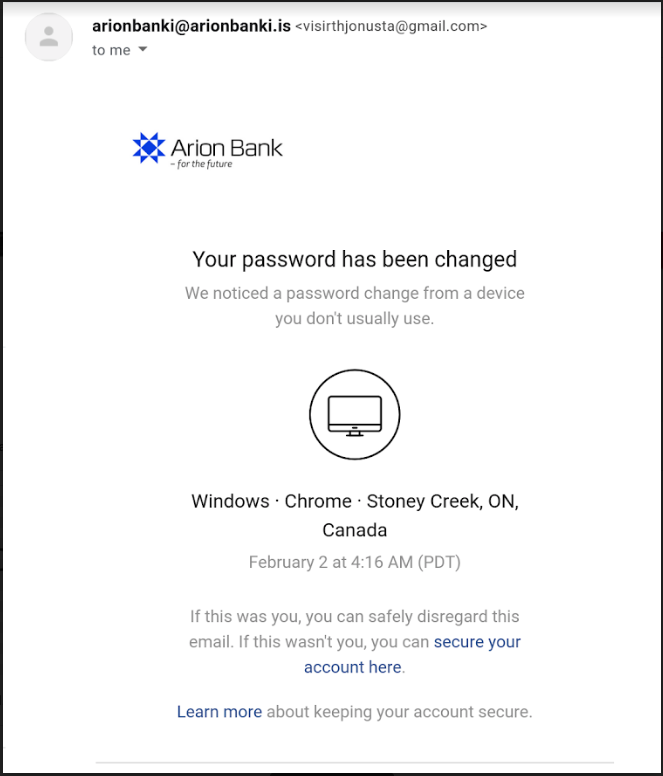 arionbanki@arionbanki.is <visirthjonusta@gmail.com>
to me
Arion Bank
– for the future
Your password has been changed
We noticed a password change from a device
you don't usually use.
Windows · Chrome · Stoney Creek, ON,
Canada
February 2 at 4:16 AM (PDT)
If this was you, you can safely disregard this
email. If this wasn't you, you can secure your
account here.
Learn more about keeping your account secure.